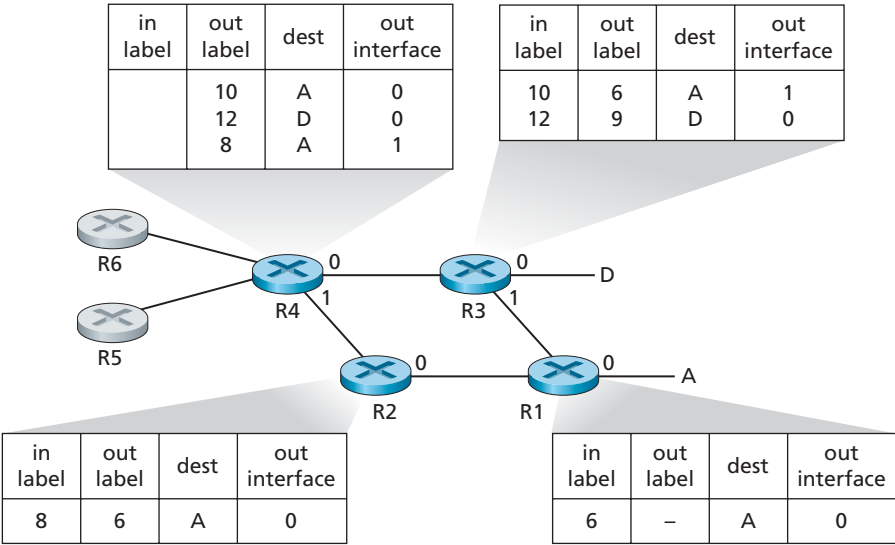 in label	out label	dest	out interface
10	A	0
12	D	0
8	A	1
in label	out label	dest	out interface
10	6	A	1
12	9	D	0
R6
R5
R4
0
1
R3
0
1
D
R2
0
R1
0
A
in label	out label	dest	out interface
8	6	A	0
in label	out label	dest	out interface
6	–	A	0